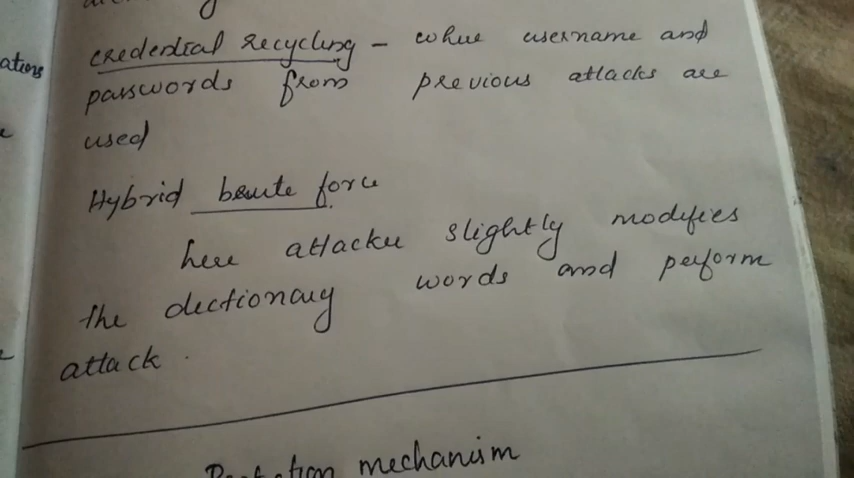 ations
credential recycling - where username and
passwords from previous attacks are
used
Hybrid brute force
here attacker slightly modifies
the dictionary words and perform
attack.
mechanism